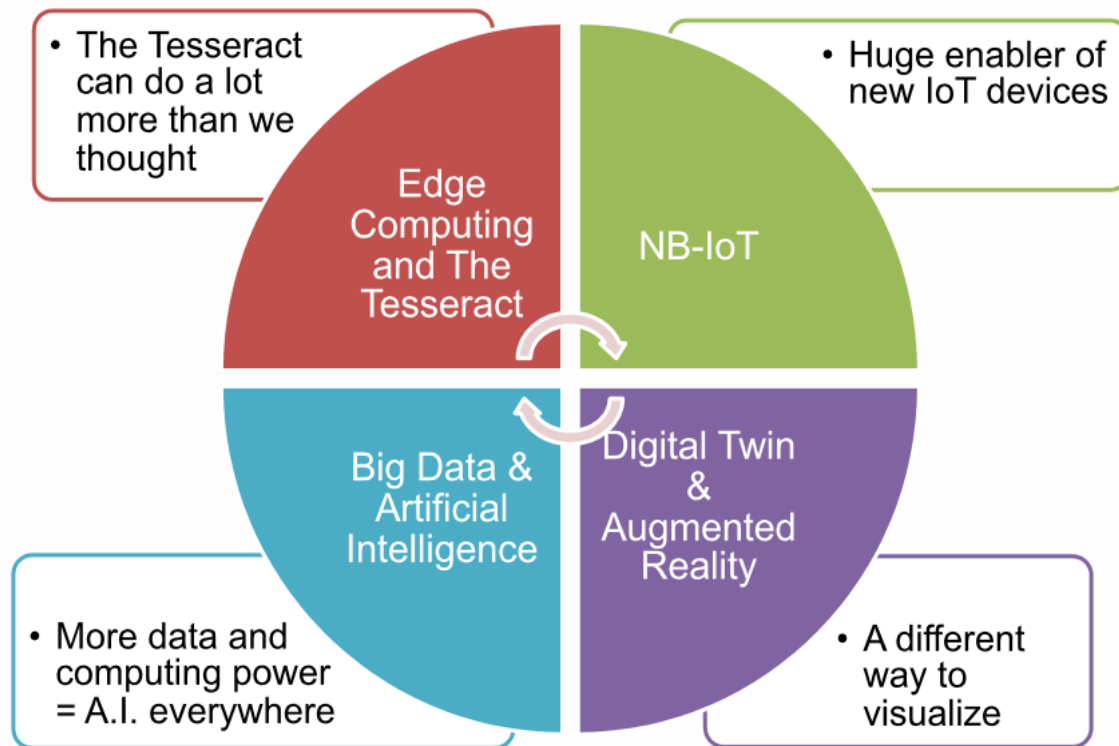 • The Tesseract
can do a lot
more than we
thought
• Huge enabler of
new IoT devices
Edge
Computing
and The
Tesseract
NB-IoT
Big Data &
Artificial
Intelligence
Digital Twin
&
Augmented
Reality
• More data and
computing power
= A.I. everywhere
• A different
way to
visualize